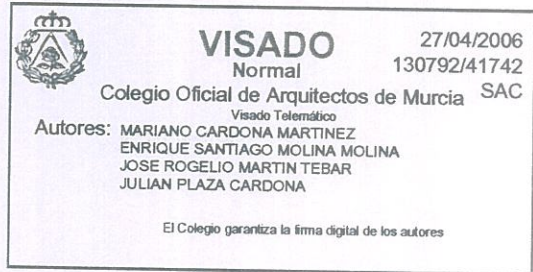 VISADO 27/04/2006
Normal 130792/41742
Colegio Oficial de Arquitectos de Murcia SAC
Visado Telemático
Autores: MARIANO CARDONA MARTINEZ
ENRIQUE SANTIAGO MOLINA MOLINA
JOSE ROGELIO MARTIN TEBAR
JULIAN PLAZA CARDONA
El Colegio garantiza la firma digital de los autores